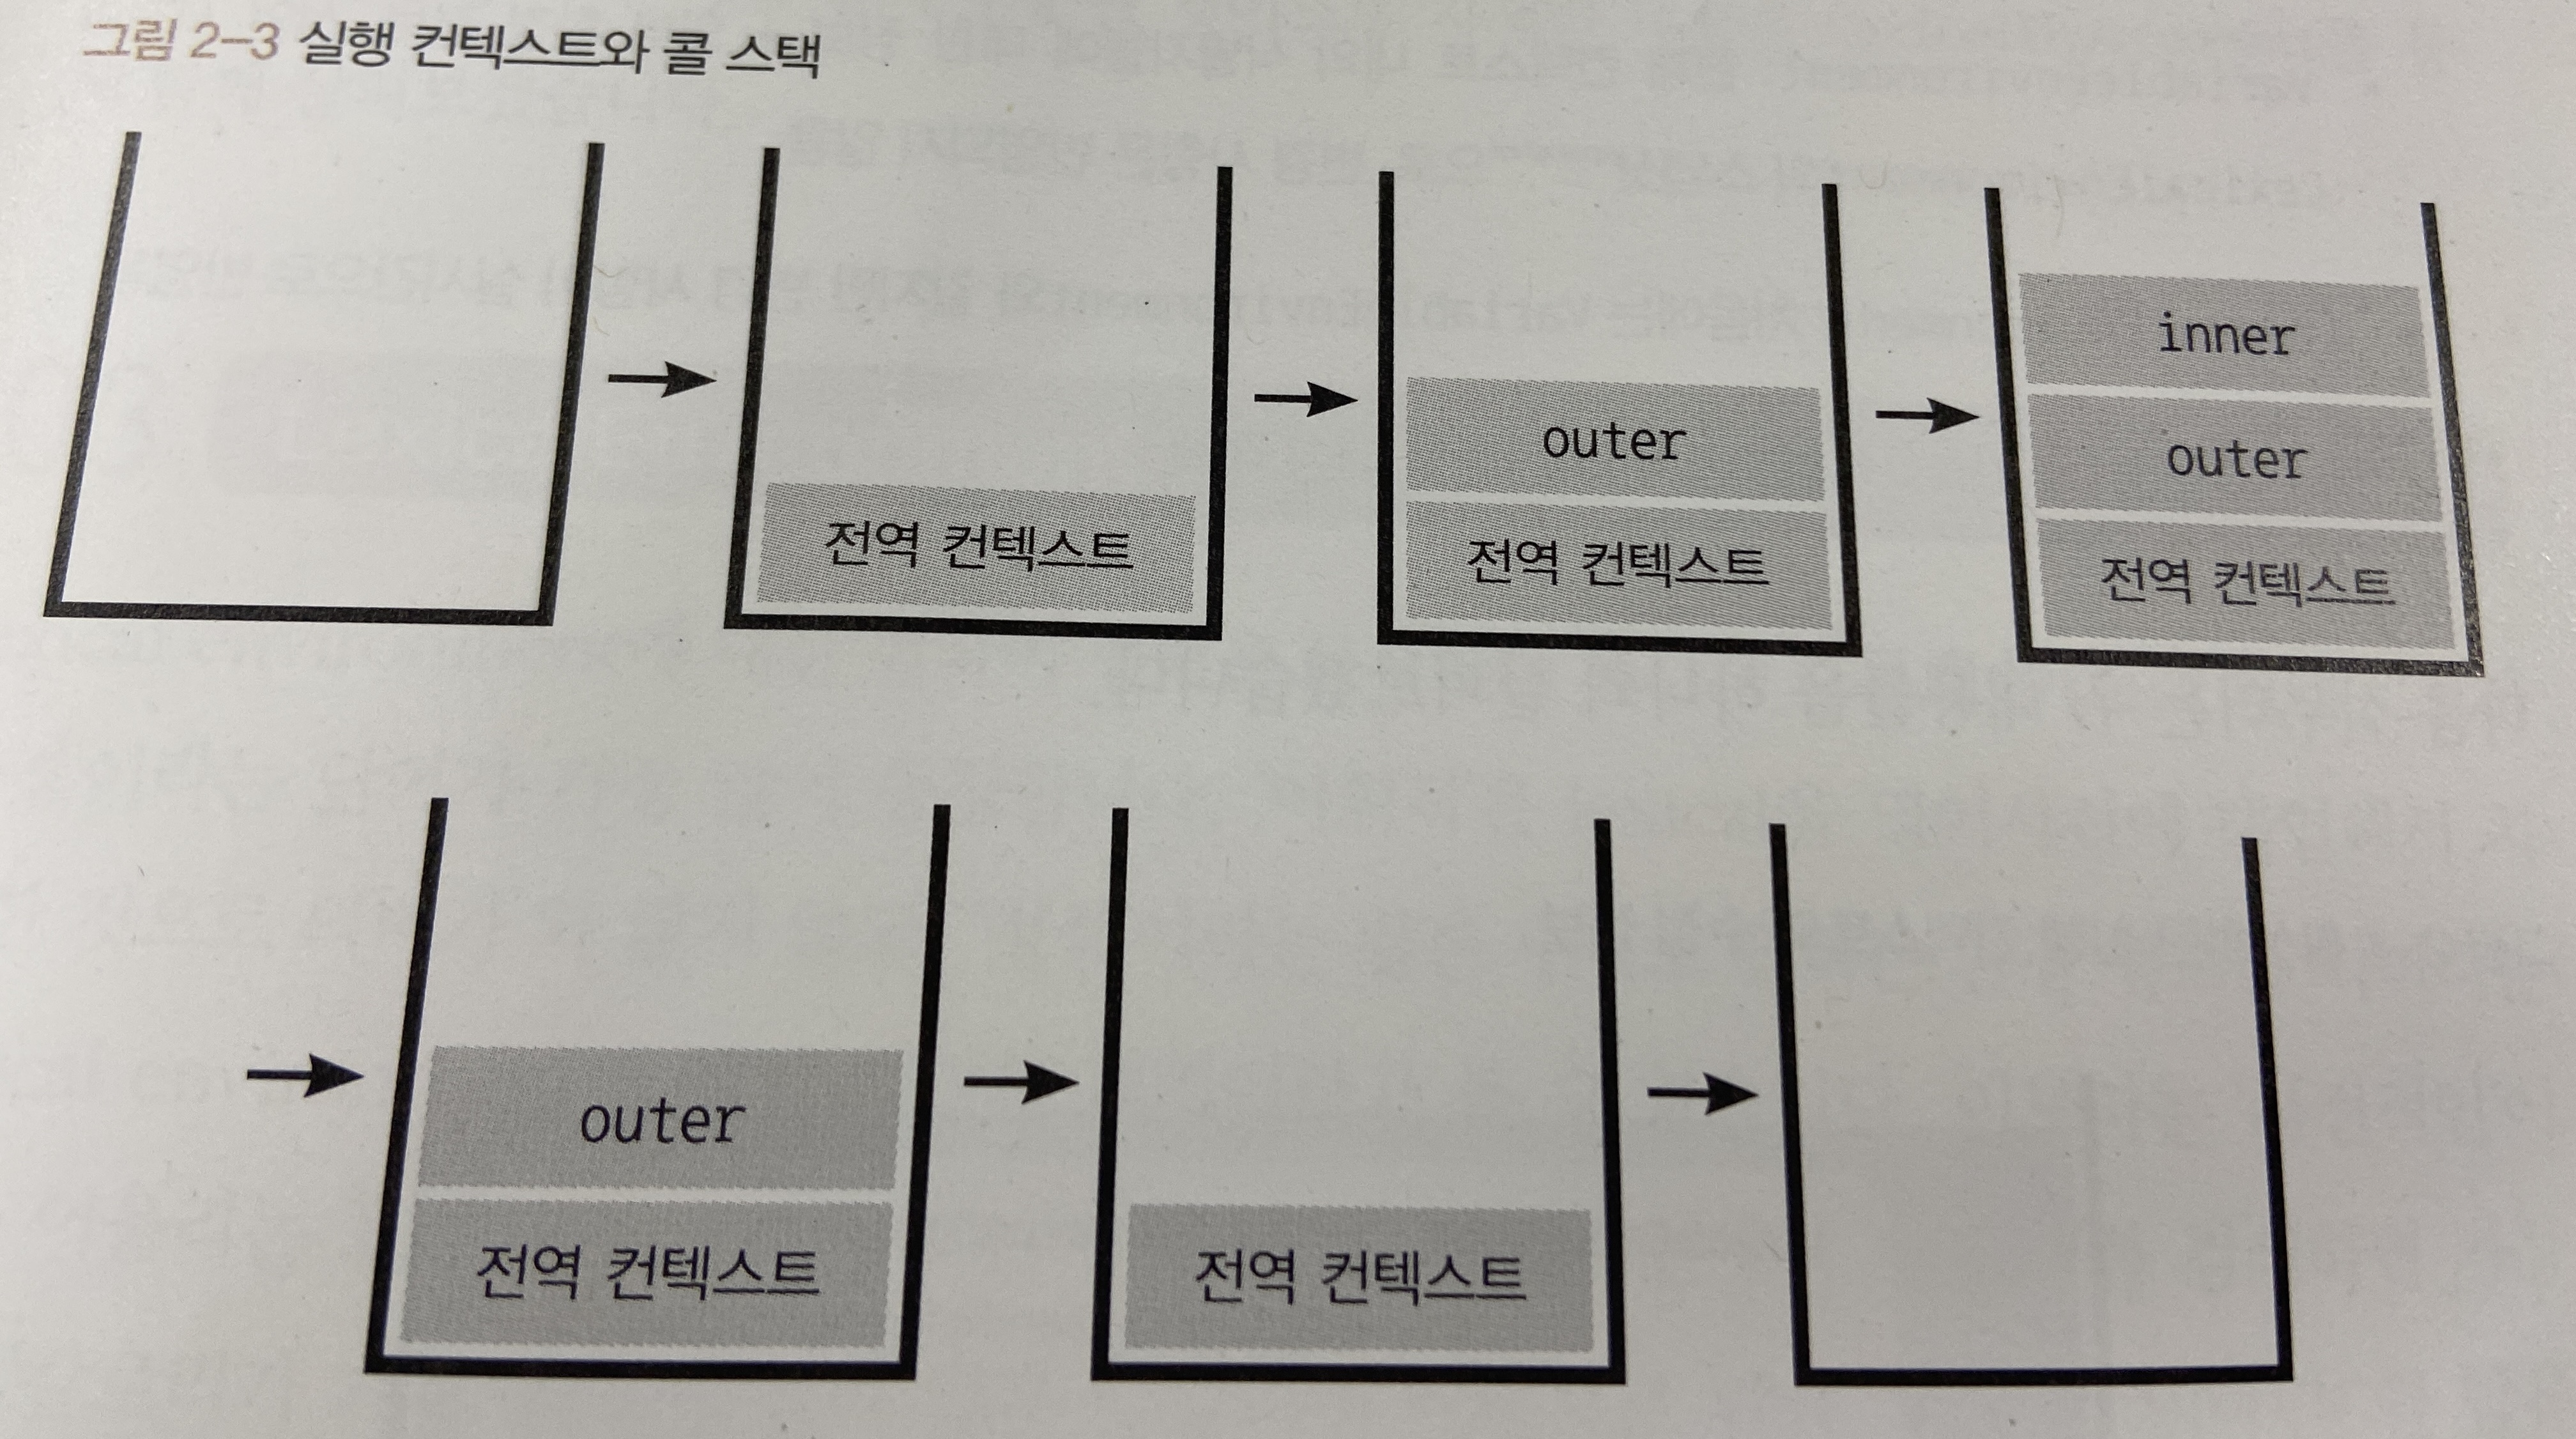 그림 2-3 실행 컨텍스트와 콜 스택
전역 컨텍스트
outer
전역 컨텍스트
inner
outer
전역 컨텍스트
outer
전역 컨텍스트
전역 컨텍스트